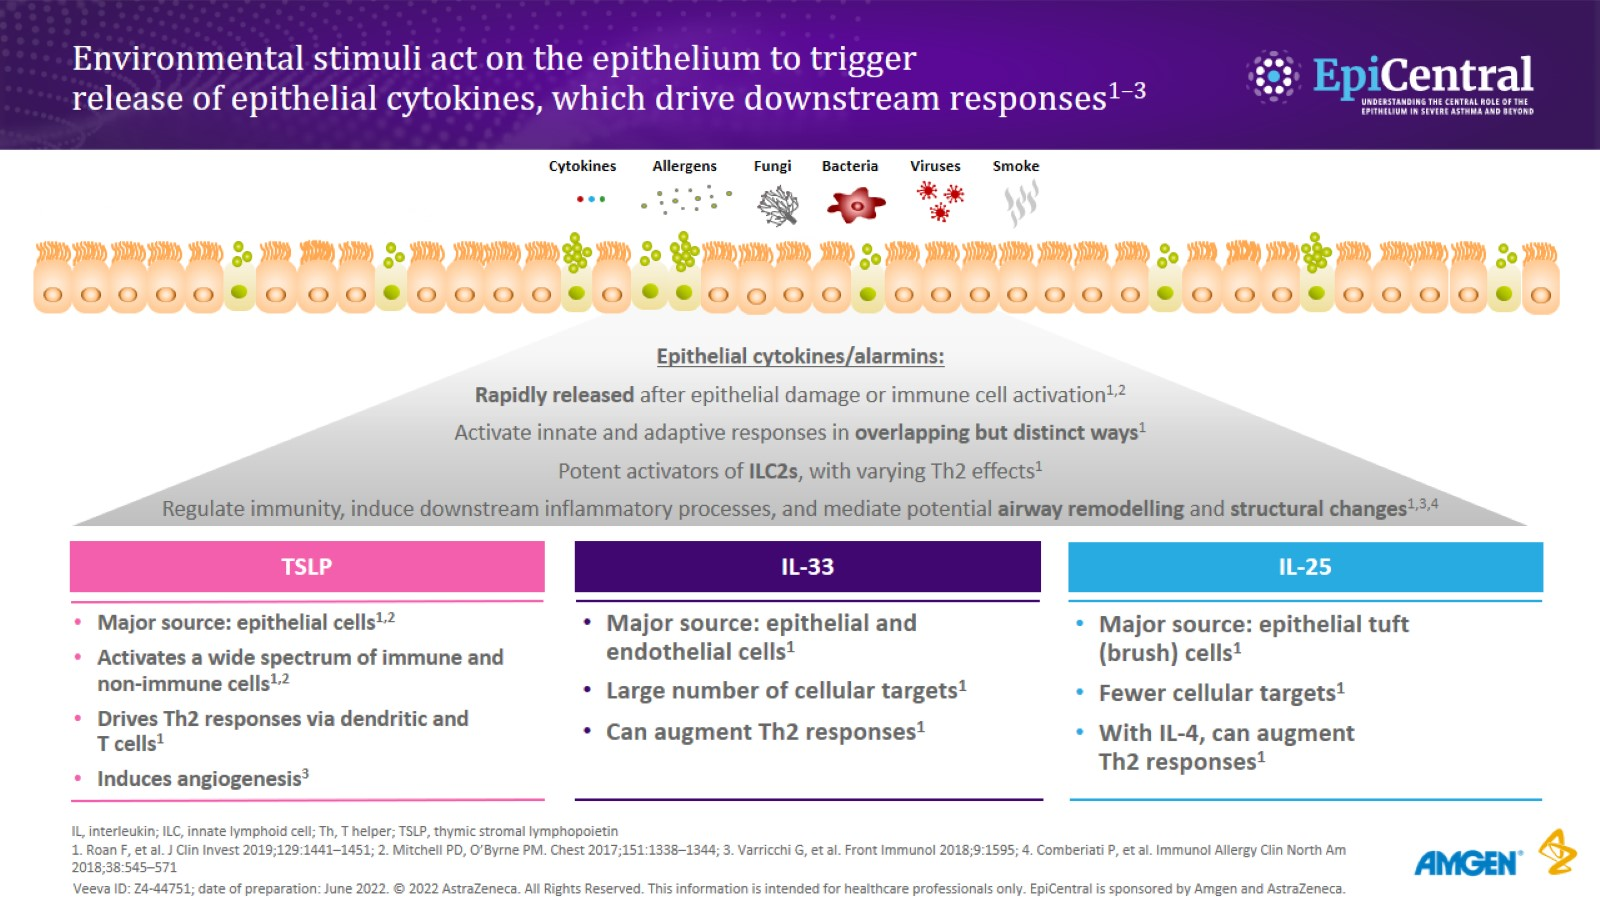 Environmental stimuli act on the epithelium to trigger
release of epithelial cytokines, which drive downstream responses¹⁻³
EpiCentral
UNDERSTANDING THE CENTRAL ROLE OF THE
EPITHELIUM IN SEVERE ASTHMA AND BEYOND
Cytokines Allergens Fungi Bacteria Viruses Smoke
Epithelial cytokines/alarmins:
Rapidly released after epithelial damage or immune cell activation¹,²
Activate innate and adaptive responses in overlapping but distinct ways¹
Potent activators of ILC2s, with varying Th2 effects¹
Regulate immunity, induce downstream inflammatory processes, and mediate potential airway remodelling and structural changes¹,³,⁴
TSLP
• Major source: epithelial cells¹,²
• Activates a wide spectrum of immune and
non-immune cells¹,²
• Drives Th2 responses via dendritic and
T cells¹
• Induces angiogenesis³
IL-33
• Major source: epithelial and
endothelial cells¹
• Large number of cellular targets¹
• Can augment Th2 responses¹
IL-25
• Major source: epithelial tuft
(brush) cells¹
• Fewer cellular targets¹
• With IL-4, can augment
Th2 responses¹
IL, interleukin; ILC, innate lymphoid cell; Th, T helper; TSLP, thymic stromal lymphopoietin
1. Roan F, et al. J Clin Invest 2019;129:1441–1451; 2. Mitchell PD, O’Byrne PM. Chest 2017;151:1338–1344; 3. Varricchi G, et al. Front Immunol 2018;9:1595; 4. Comberiati P, et al. Immunol Allergy Clin North Am
2018;38:545–571
Veeva ID: Z4-44751; date of preparation: June 2022. © 2022 AstraZeneca. All Rights Reserved. This information is intended for healthcare professionals only. EpiCentral is sponsored by Amgen and AstraZeneca.
AMGEN®